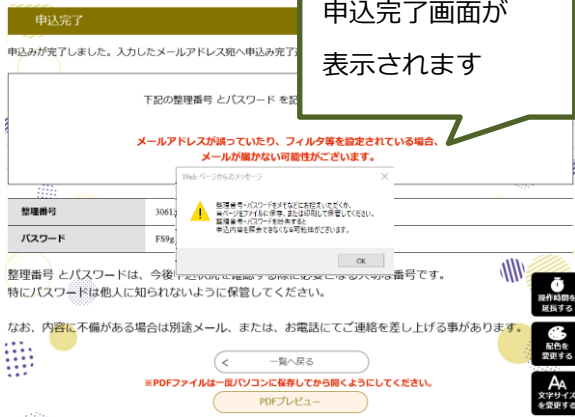 申込完了
申込完了画面が
表示されます
申込みが完了しました。入力したメールアドレス宛へ申込み完了
下記の整理番号 とパスワード を記
メールアドレスが誤っていたり、フィルタ等を設定されている場合、
メールが届かない可能性がございます。
Web ページからのメッセージ
整理番号・パスワードをメモなどにお控えいただくか、
当ページをファイルに保存、または印刷して保管してください。
整理番号・パスワードを紛失すると
申込内容を照会できなくなる可能性がございます。
OK
整理番号 3061
パスワード FS9g
整理番号 とパスワードは、今後申込状況を確認する際に必要となる大切な番号です。
特にパスワードは他人に知られないように保管してください。
なお、内容に不備がある場合は別途メール、または、お電話にてご連絡を差し上げる事があります。
操作時間を
延長する
配色を
変更する
文字サイズ
を変更する
< 一覧へ戻る
※PDFファイルは一度パソコンに保存してから開くようにしてください。
PDFプレビュー